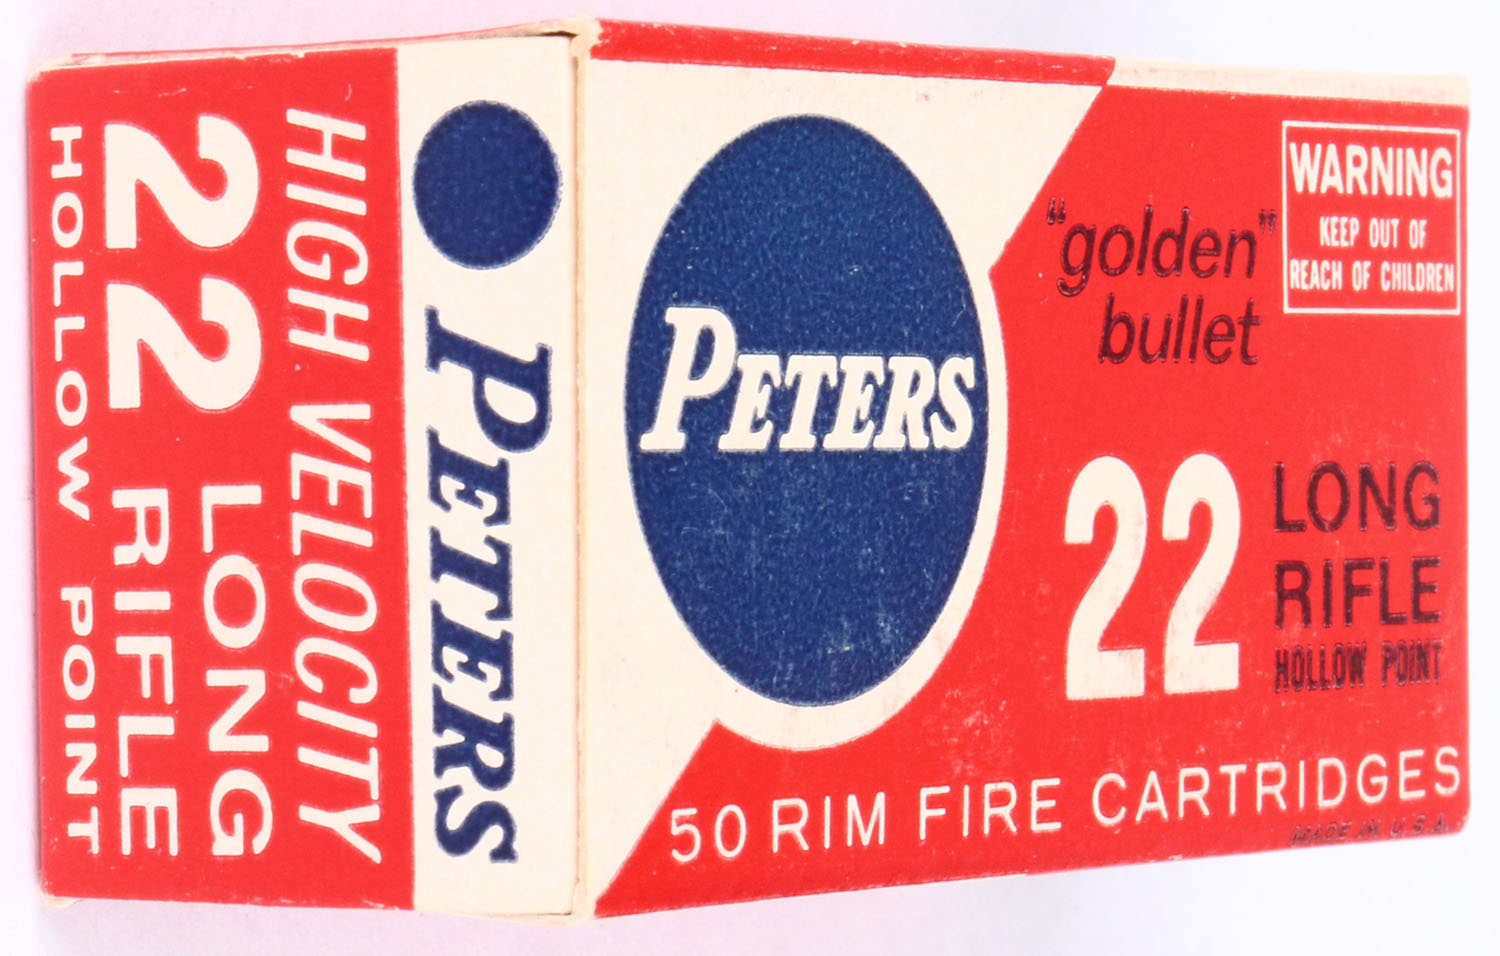 PETERS
HIGH VELOCITY
22 LONG
RIFLE
HOLLOW POINT
PETERS
"golden"
bullet
WARNING
KEEP OUT OF
REACH OF CHILDREN
22
LONG
RIFLE
HOLLOW POINT
50 RIM FIRE CARTRIDGES
MADE IN U.S.A.